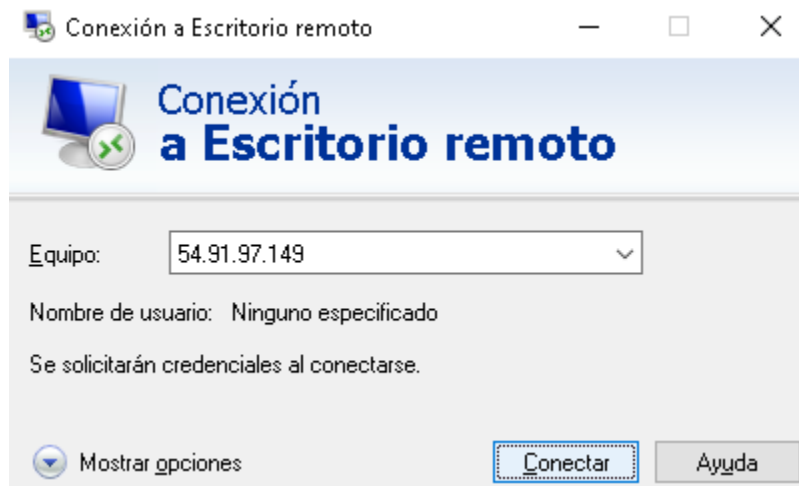 Conexión a Escritorio remoto
Conexión
a Escritorio remoto
Equipo: 54.91.97.149
Nombre de usuario: Ninguno especificado
Se solicitarán credenciales al conectarse.
Mostrar opciones Conectar Ayuda